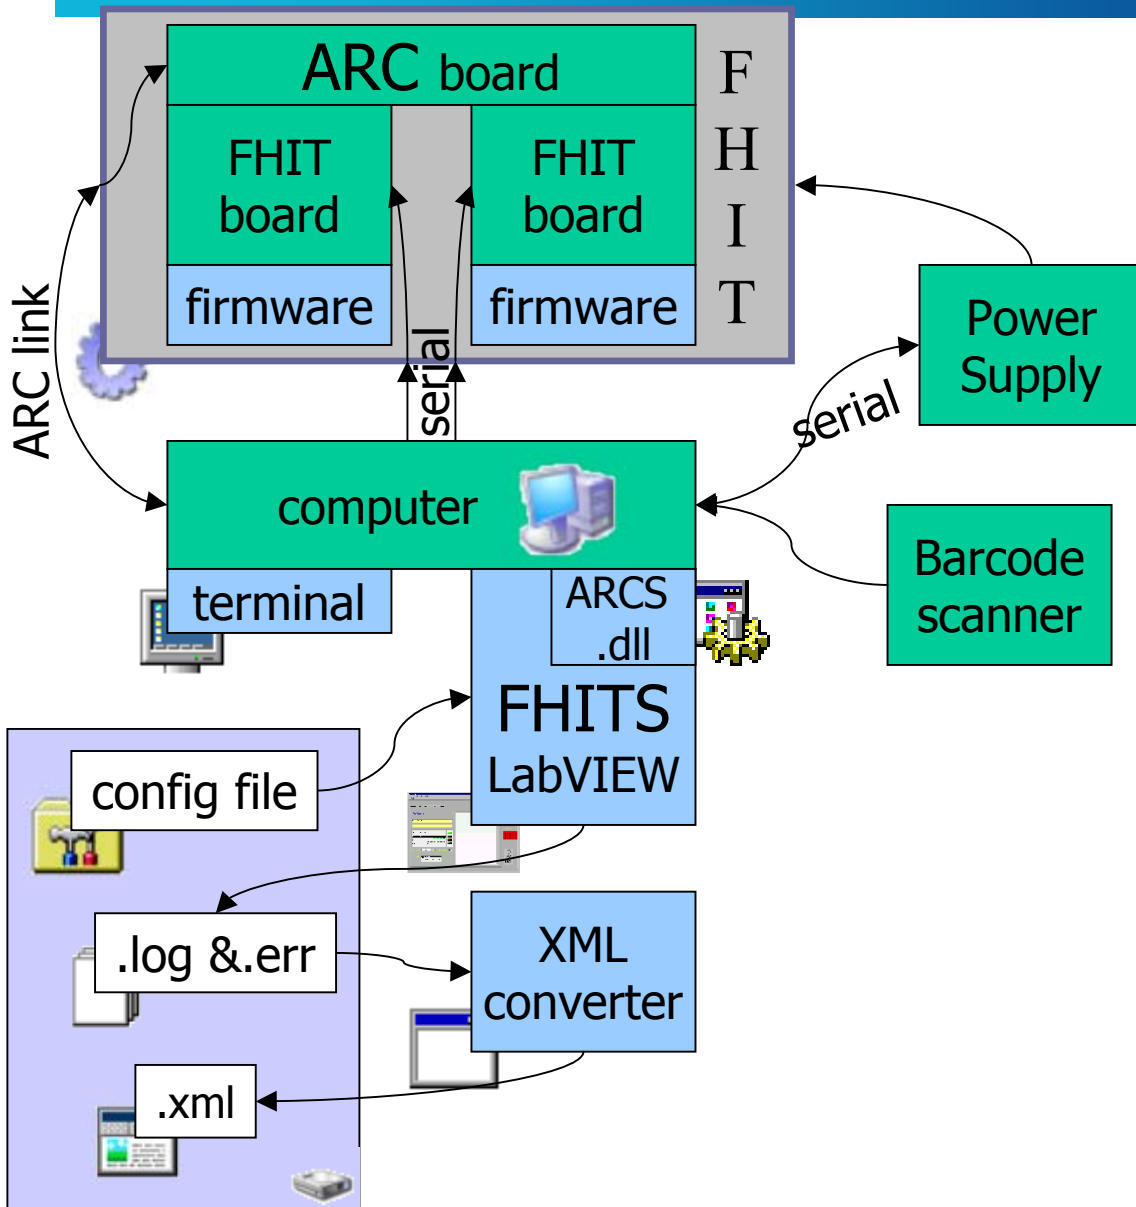 ARC board
F
H
I
T
FHIT
board
FHIT
board
firmware
firmware
ARC link
serial
Power
Supply
serial
computer
terminal
ARCS
.dll
Barcode
scanner
FHITS
LabVIEW
config file
.log &.err
XML
converter
.xml